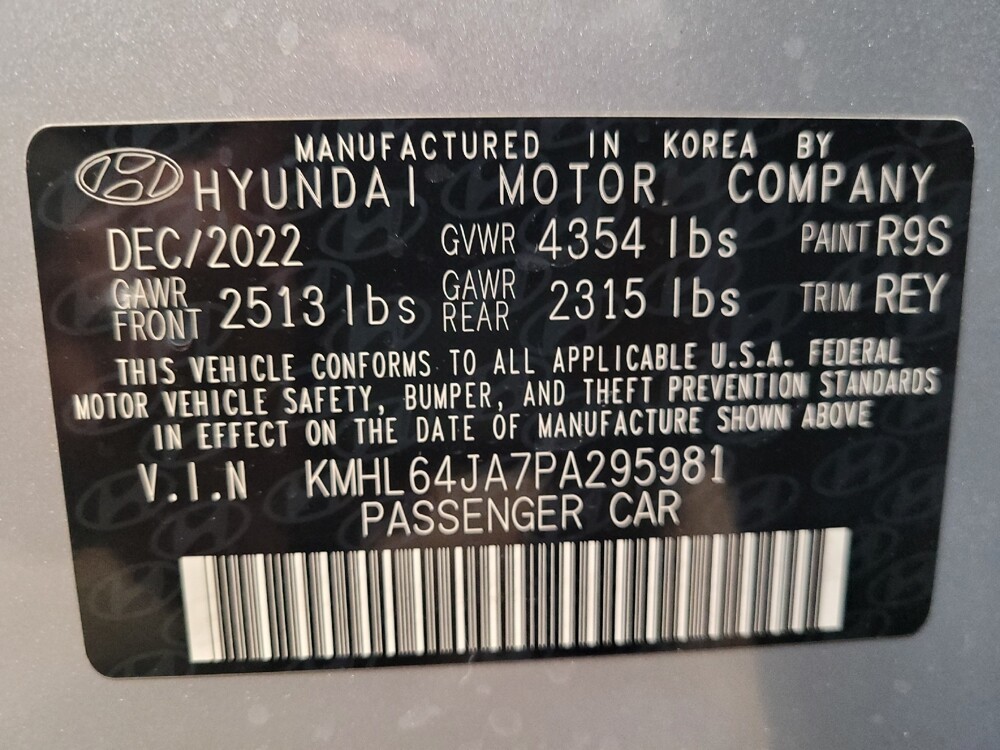 MANUFACTURED IN KOREA BY
HYUNDAI MOTOR COMPANY
DEC/2022 GVWR 4354 lbs PAINT R9S
GAWR FRONT 2513 lbs GAWR REAR 2315 lbs TRIM REY
THIS VEHICLE CONFORMS TO ALL APPLICABLE U.S.A. FEDERAL
MOTOR VEHICLE SAFETY, BUMPER, AND THEFT PREVENTION STANDARDS
IN EFFECT ON THE DATE OF MANUFACTURE SHOWN ABOVE
V.I.N KMHL64JA7PA295981
PASSENGER CAR